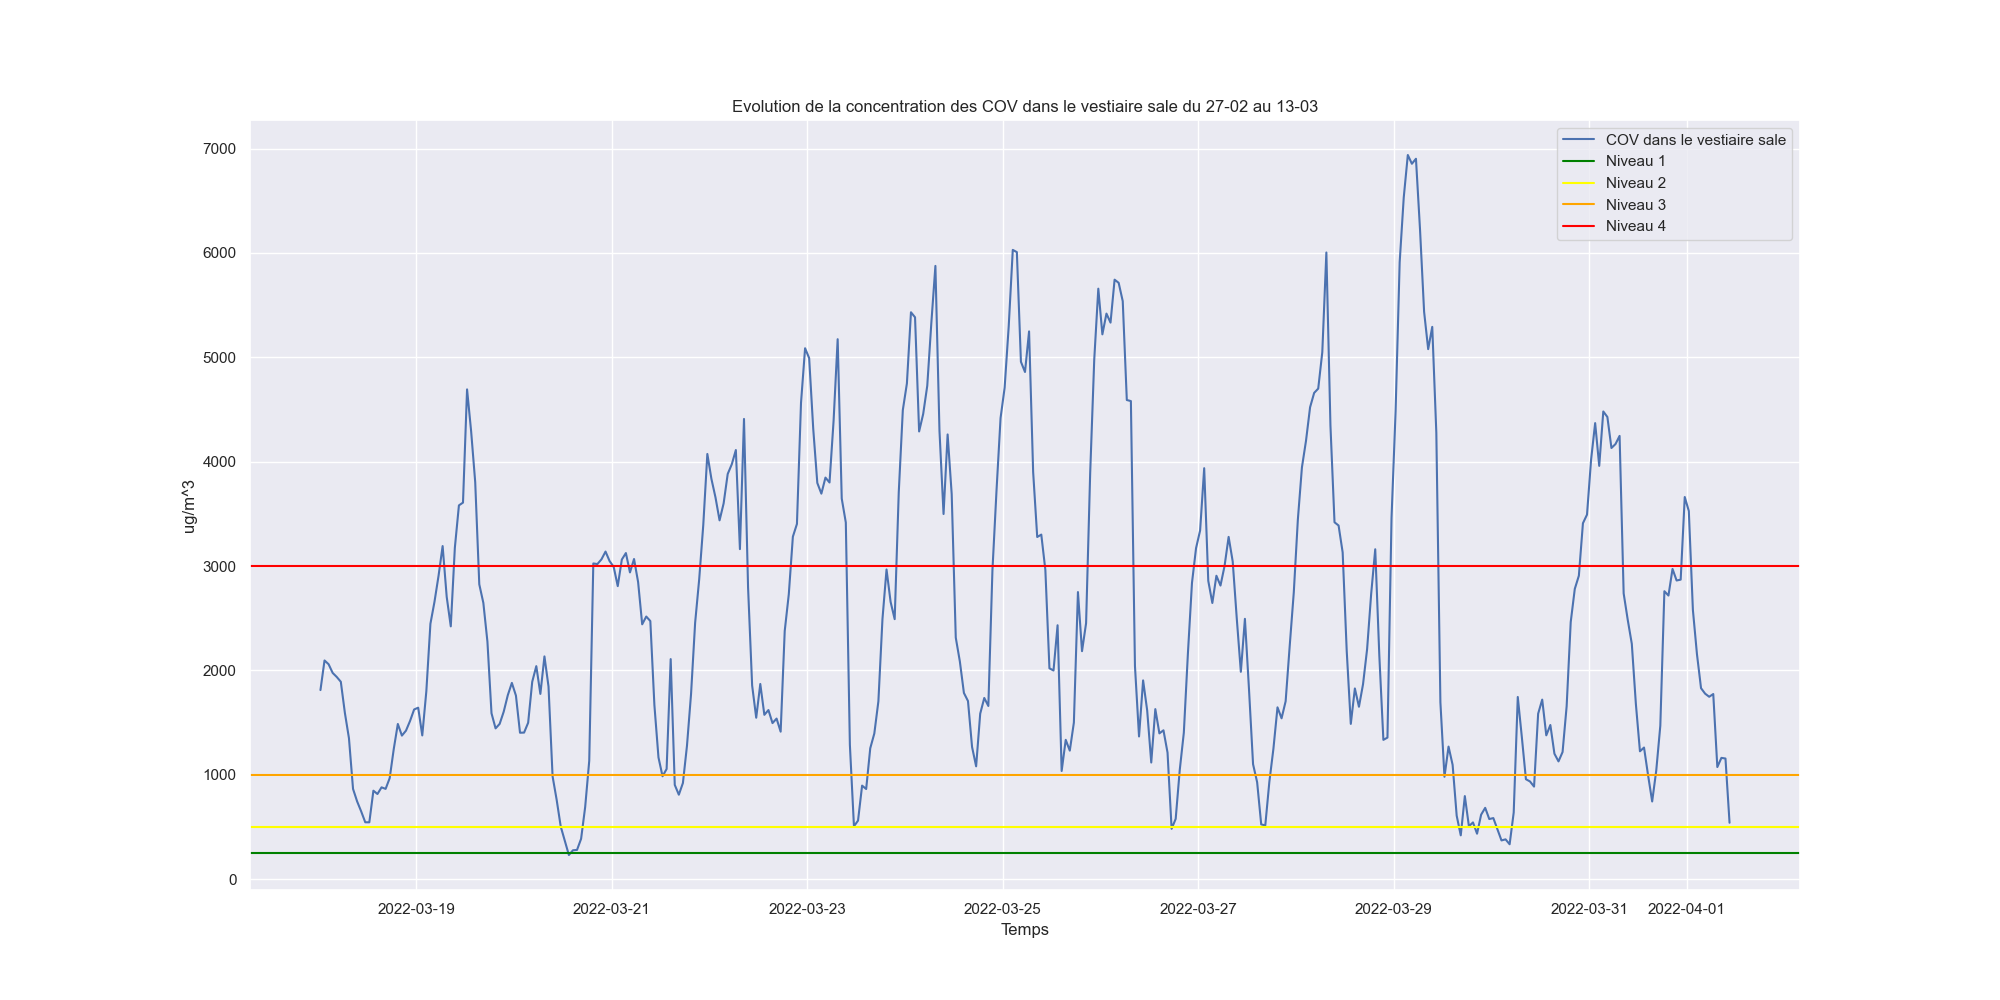 Evolution de la concentration des COV dans le vestiaire sale du 27-02 au 13-03
COV dans le vestiaire sale
Niveau 1
Niveau 2
Niveau 3
Niveau 4
7000
6000
5000
4000
3000
2000
1000
0
ug/m^3
2022-03-19 2022-03-21 2022-03-23 2022-03-25 2022-03-27 2022-03-29 2022-03-31 2022-04-01
Temps